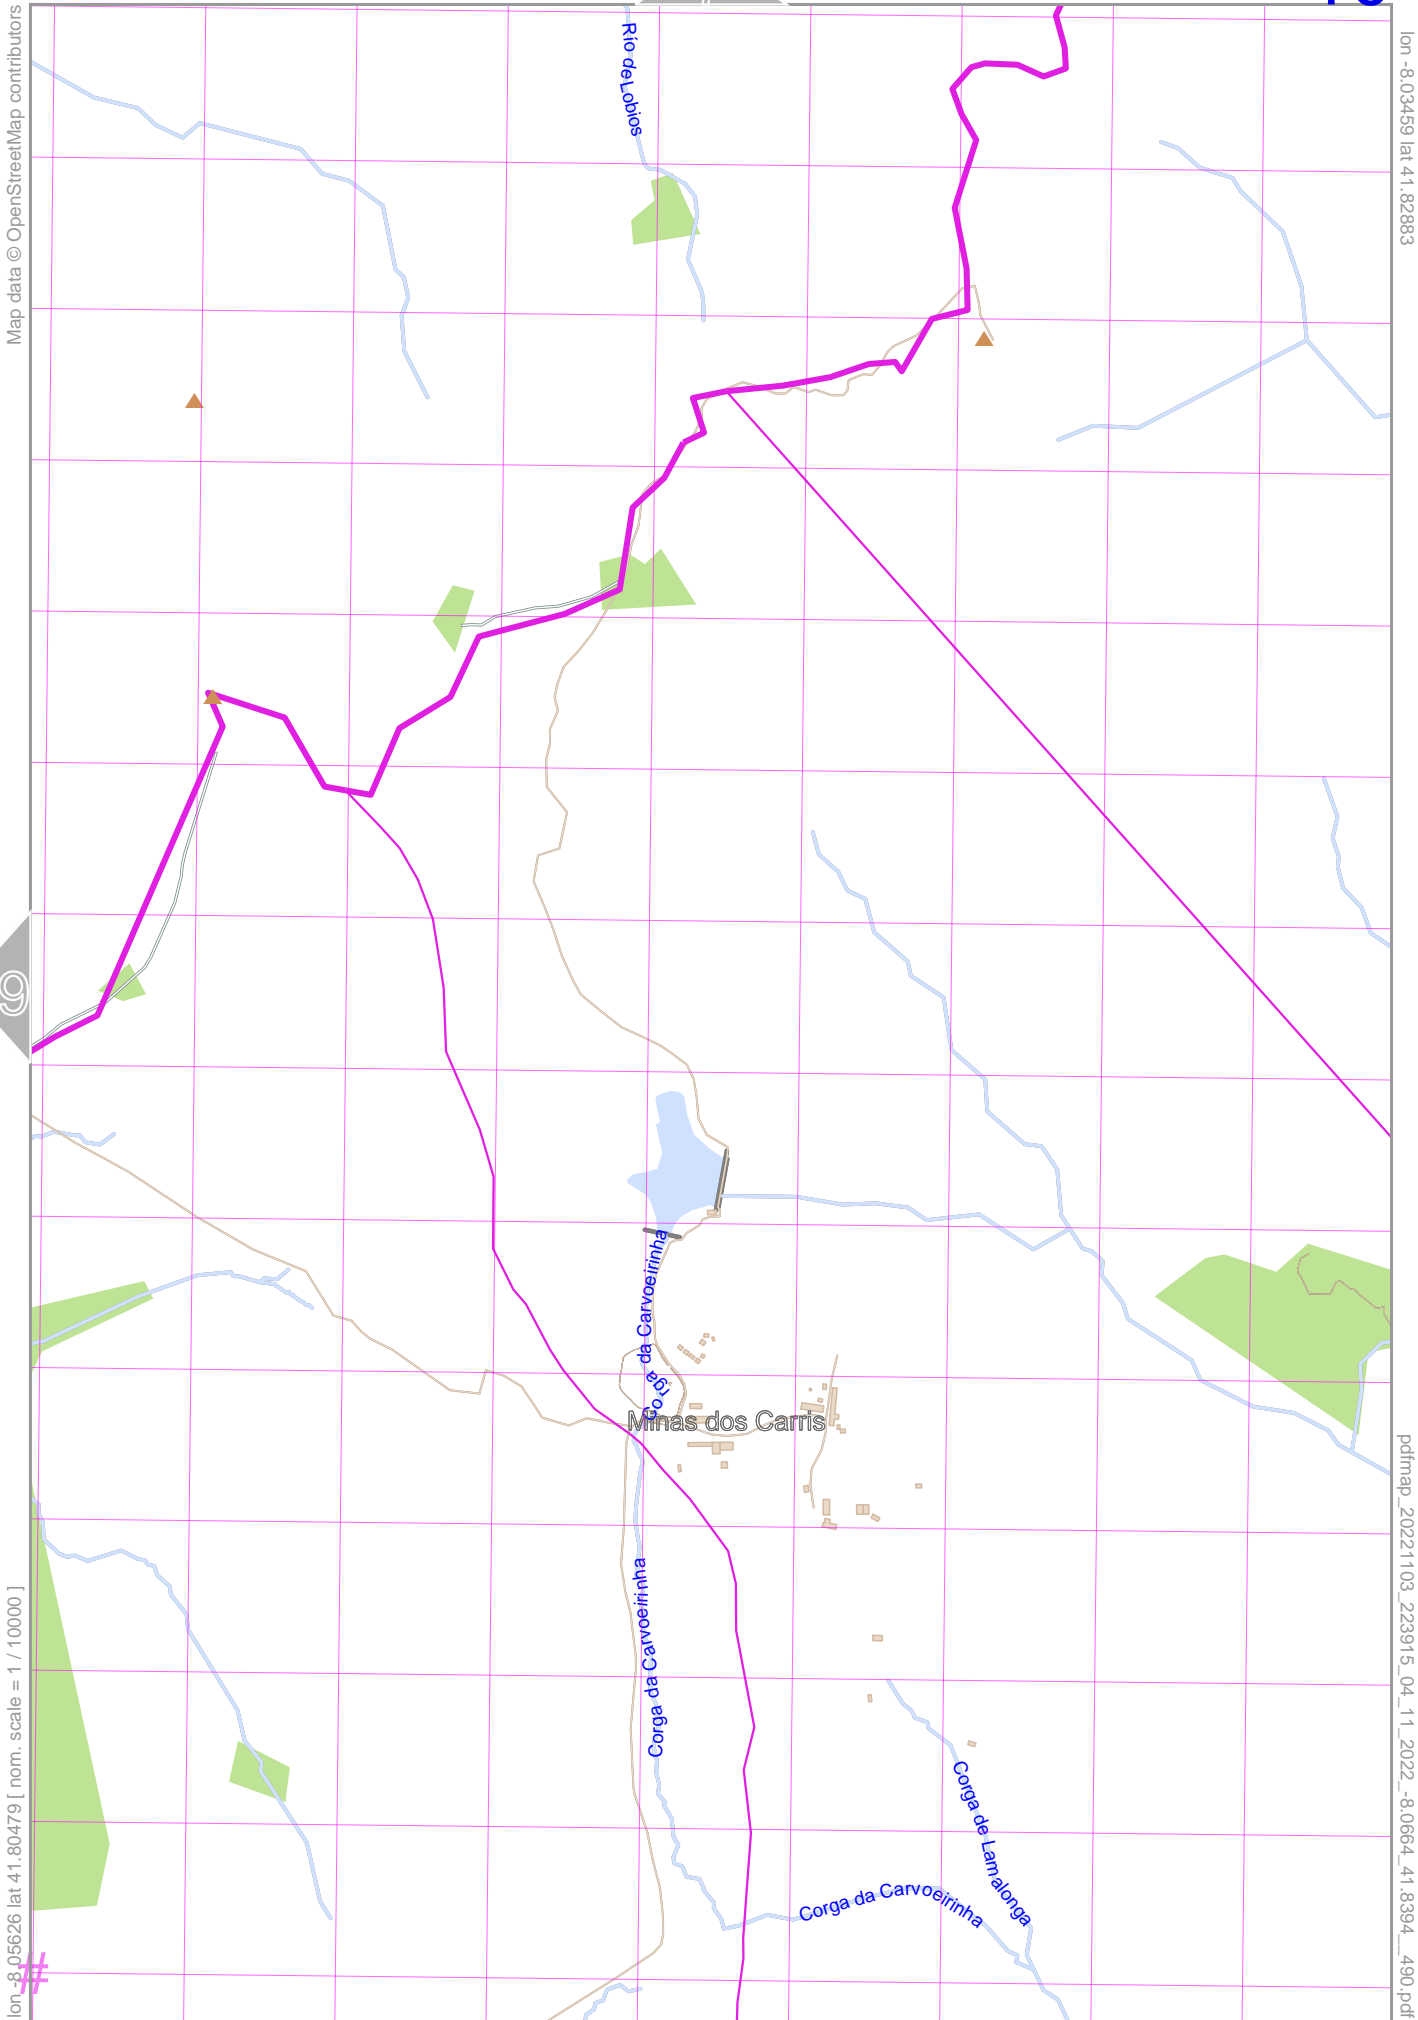 Map data © OpenStreetMap contributors
lon -8.03459 lat 41.82883
Río de Lobios
9
Corga da Carvoeirinha
Minas dos Carris
Corga da Carvoeirinha
Corga de Lamalonga
Corga da Carvoeirinha
lon -8.05626 lat 41.80479 [ nom. scale = 1 / 10000 ]
#
pdfmap_20221103_223915_04_11_2022_-8.0664_41.8394__490.pdf